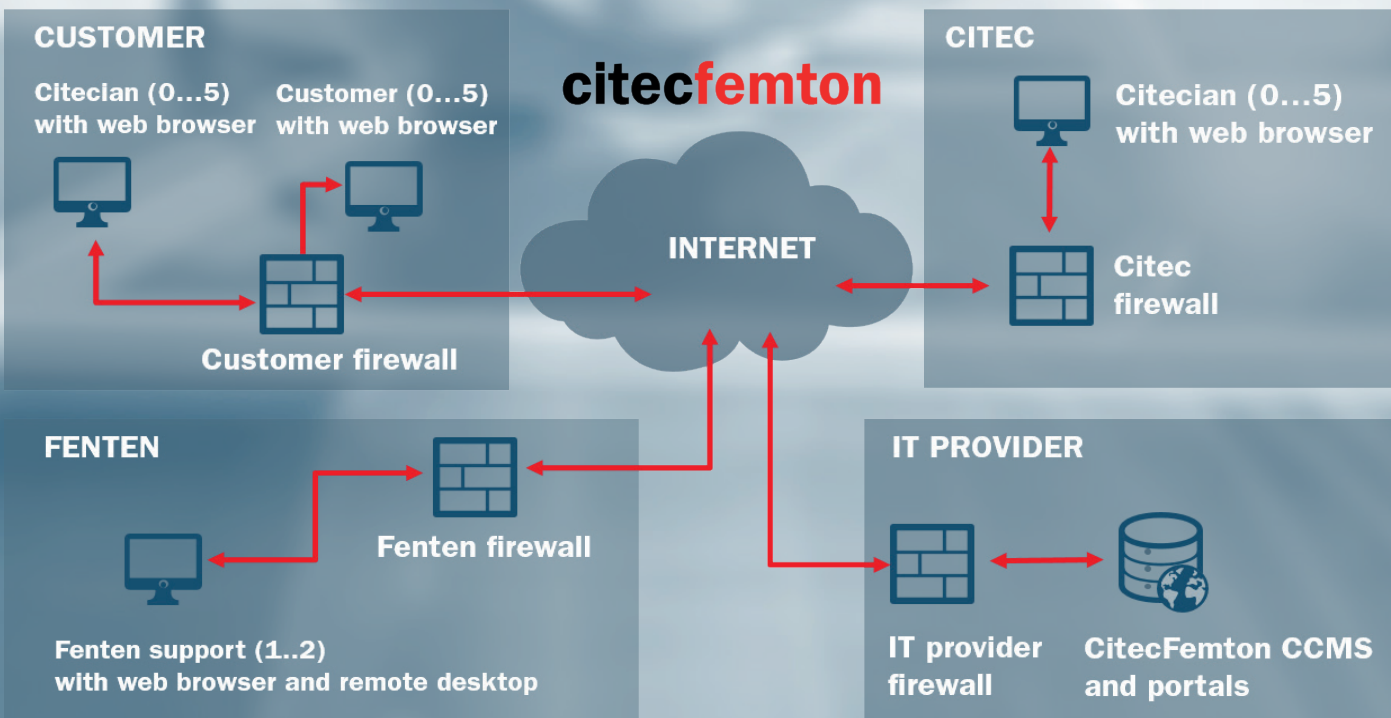 CUSTOMER
Citecian (0...5)
with web browser
Customer (0...5)
with web browser
Customer firewall
citecfemton
INTERNET
CITEC
Citecian (0...5)
with web browser
Citec
firewall
FENTEN
Fenten firewall
Fenten support (1..2)
with web browser and remote desktop
IT PROVIDER
IT provider
firewall
CitecFemton CCMS
and portals